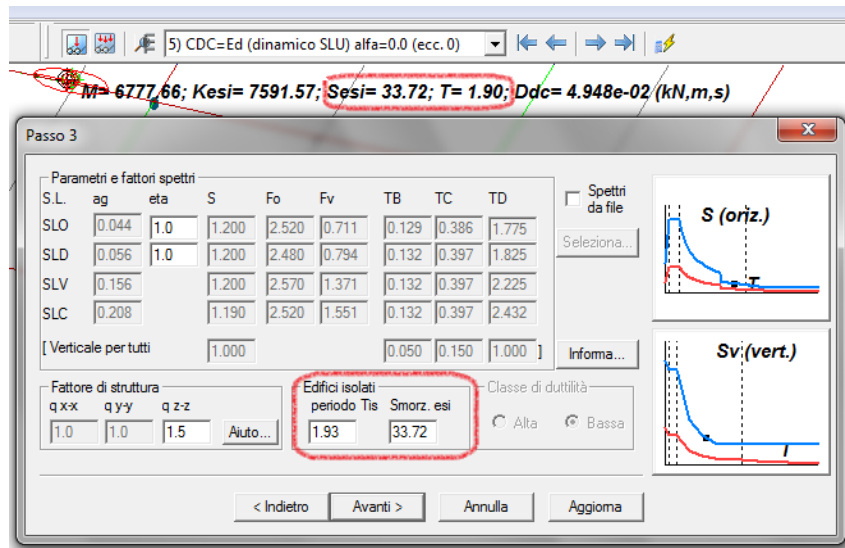 5) CDC=Ed (dinamico SLU) alfa=0.0 (ecc. 0)
M= 6777.66; Kesi= 7591.57; Sesi= 33.72; T= 1.90; Ddc= 4.948e-02 (kN,m,s)
Passo 3
Parametri e fattori spettri
S.L. ag eta S Fo Fv TB TC TD
Spettri da file
SLO 0.044 1.0 1.200 2.520 0.711 0.129 0.386 1.775
SLD 0.056 1.0 1.200 2.480 0.794 0.132 0.397 1.825
Seleziona...
SLV 0.156 1.200 2.570 1.371 0.132 0.397 2.225
SLC 0.208 1.190 2.520 1.551 0.132 0.397 2.432
[ Verticale per tutti 1.000 0.050 0.150 1.000 ] Informa...
S (oriz.)
T
Sv (vert.)
T
Fattore di struttura
q x-x q y-y q z-z
1.0 1.0 1.5 Aiuto...
Edifici isolati
periodo Tis Smorz. esi
1.93 33.72
Classe di duttilità
Alta Bassa
< Indietro Avanti > Annulla Aggiorna